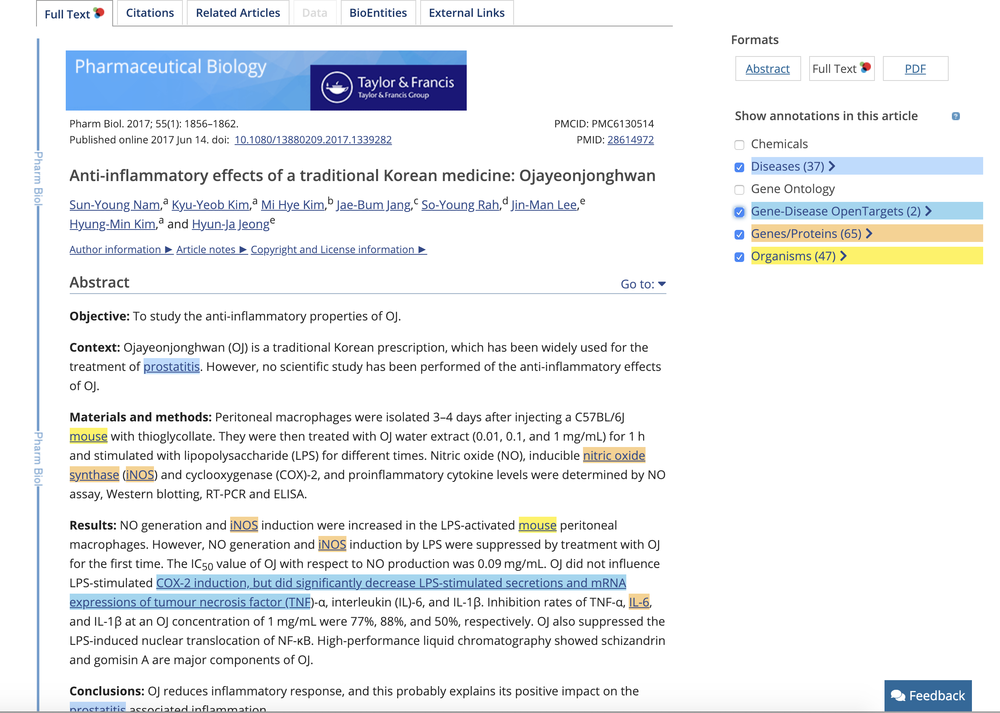 Full Text
Citations
Related Articles
Data
BioEntities
External Links
Formats
Abstract
Full Text
PDF
Show annotations in this article
?
Chemicals
Diseases (37)
Gene Ontology
Gene-Disease OpenTargets (2)
Genes/Proteins (65)
Organisms (47)
Pharm Biol
Pharm Biol
Pharmaceutical Biology
Taylor & Francis
Taylor & Francis Group
Pharm Biol. 2017; 55(1): 1856–1862.
PMCID: PMC6130514
Published online 2017 Jun 14. doi: 10.1080/13880209.2017.1339282
PMID: 28614972
Anti-inflammatory effects of a traditional Korean medicine: Ojayeonjonghwan
Sun-Young Nam,a Kyu-Yeob Kim,a Mi Hye Kim,b Jae-Bum Jang,c So-Young Rah,d Jin-Man Lee,e
Hyung-Min Kim,a and Hyun-Ja Jeonge
Author information ► Article notes ► Copyright and License information ►
Abstract
Go to:
Objective: To study the anti-inflammatory properties of OJ.
Context: Ojayeonjonghwan (OJ) is a traditional Korean prescription, which has been widely used for the
treatment of prostatitis. However, no scientific study has been performed of the anti-inflammatory effects
of OJ.
Materials and methods: Peritoneal macrophages were isolated 3–4 days after injecting a C57BL/6J
mouse with thioglycollate. They were then treated with OJ water extract (0.01, 0.1, and 1 mg/mL) for 1 h
and stimulated with lipopolysaccharide (LPS) for different times. Nitric oxide (NO), inducible nitric oxide
synthase (iNOS) and cyclooxygenase (COX)-2, and proinflammatory cytokine levels were determined by NO
assay, Western blotting, RT-PCR and ELISA.
Results: NO generation and iNOS induction were increased in the LPS-activated mouse peritoneal
macrophages. However, NO generation and iNOS induction by LPS were suppressed by treatment with OJ
for the first time. The IC50 value of OJ with respect to NO production was 0.09 mg/mL. OJ did not influence
LPS-stimulated COX-2 induction, but did significantly decrease LPS-stimulated secretions and mRNA
expressions of tumour necrosis factor (TNF)-α, interleukin (IL)-6, and IL-1β. Inhibition rates of TNF-α, IL-6,
and IL-1β at an OJ concentration of 1 mg/mL were 77%, 88%, and 50%, respectively. OJ also suppressed the
LPS-induced nuclear translocation of NF-κB. High-performance liquid chromatography showed schizandrin
and gomisin A are major components of OJ.
Conclusions: OJ reduces inflammatory response, and this probably explains its positive impact on the
prostatitis associated inflammation.
Feedback